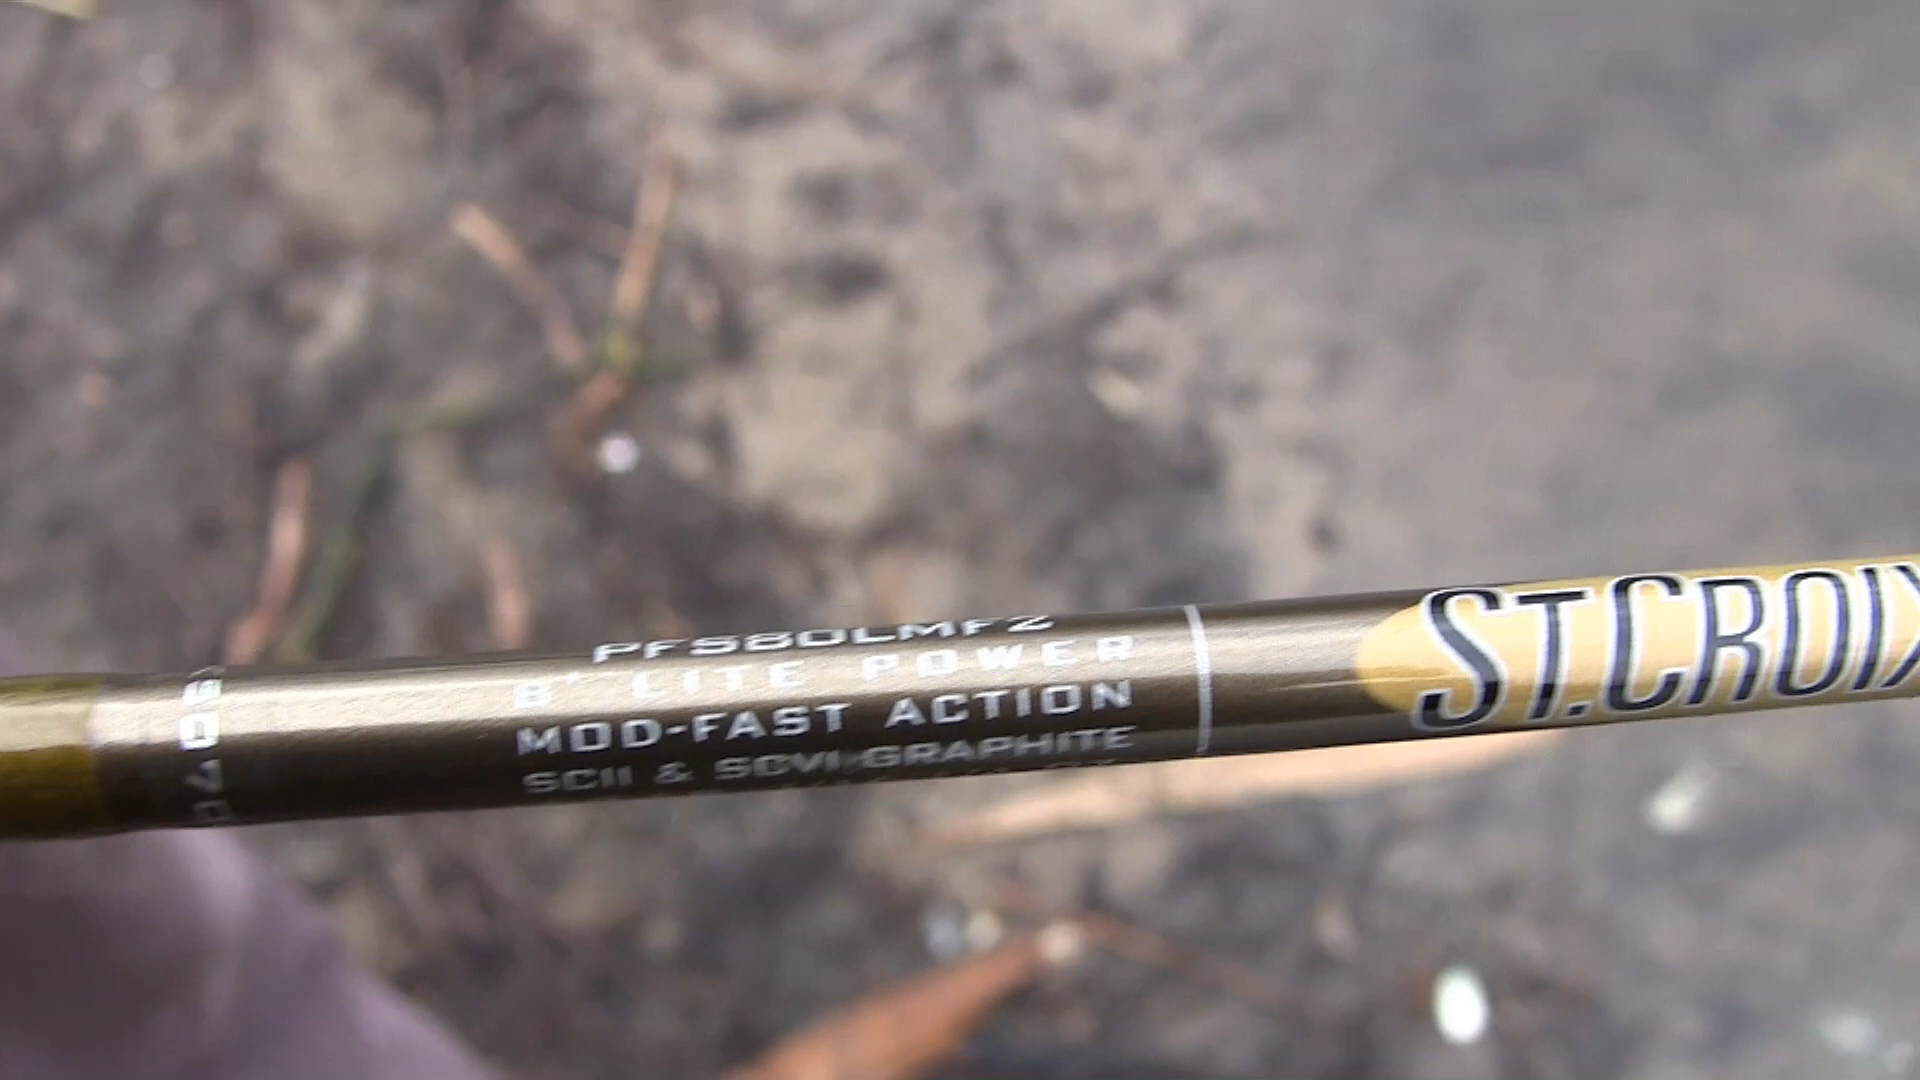 PFS80LMF2
8' LITE POWER
MOD-FAST ACTION
SCII & SCVI GRAPHITE
ST.CROIX